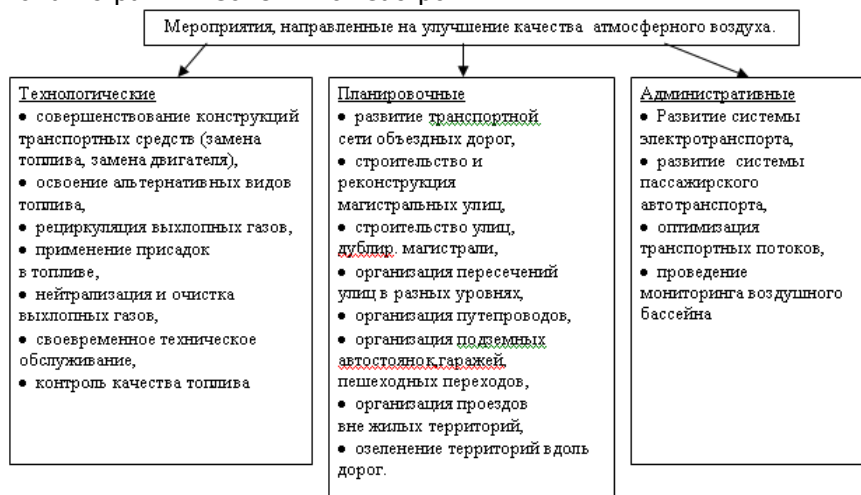 Мероприятия, направленные на улучшение качества атмосферного воздуха.
Технологические
• совершенствование конструкций
транспортных средств (замена
топлива, замена двигателя),
• освоение альтернативных видов
топлива,
• рециркуляция выхлопных газов,
• применение присадок
в топливе,
• нейтрализация и очистка
выхлопных газов,
• своевременное техническое
обслуживание,
• контроль качества топлива
Планировочные
• развитие транспортной
сети объездных дорог,
• строительство и
реконструкция
магистральных улиц,
• строительство улиц,
дублир. магистрали,
• организация пересечений
улиц в разных уровнях,
• организация путепроводов,
• организация подземных
автостоянок,гаражей,
пешеходных переходов,
• организация проездов
вне жилых территорий,
• озеленение территорий вдоль
дорог.
Административные
• Развитие системы
электротранспорта,
• развитие системы
пассажирского
автотранспорта,
• оптимизация
транспортных потоков,
• проведение
мониторинга воздушного
бассейна